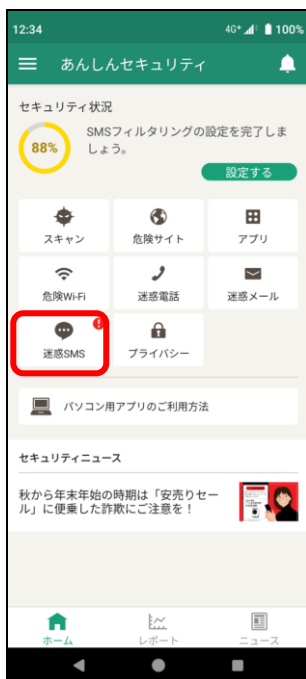 12:34 4G+ 100%
あんしんセキュリティ
セキュリティ状況
88%
SMSフィルタリングの設定を完了しま
しょう。
設定する
スキャン 危険サイト アプリ
危険Wi-Fi 迷惑電話 迷惑メール
迷惑SMS プライバシー
パソコン用アプリのご利用方法
セキュリティニュース
秋から年末年始の時期は「安売りセー
ル」に便乗した詐欺にご注意を！
ホーム レポート ニュース